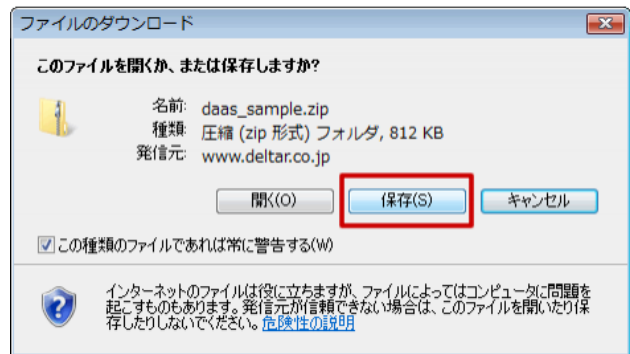 ファイルのダウンロード
このファイルを開くか、または保存しますか?
名前: daas_sample.zip
種類: 圧縮 (zip 形式) フォルダ, 812 KB
発信元: www.deltar.co.jp
開く(O) 保存(S) キャンセル
この種類のファイルであれば常に警告する(W)
インターネットのファイルは役に立ちますが、ファイルによってはコンピュータに問題を
起こすものもあります。発信元が信頼できない場合は、このファイルを開いたり保
存したりしないでください。危険性の説明